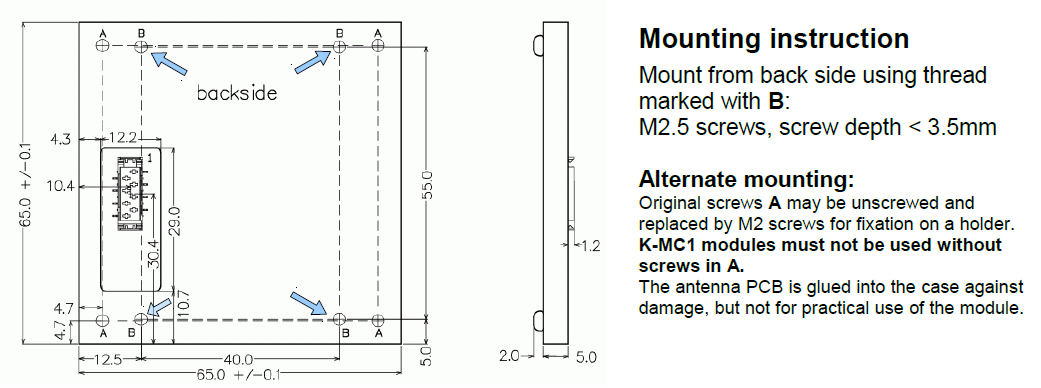 A B B A
backside
4.3 12.2
1
10.4
65.0 +/-0.1
29.0
30.4
55.0
10.7
4.7
4.7
A B B A
12.5 40.0
65.0 +/-0.1
5.0
1.2
2.0 5.0
Mounting instruction
Mount from back side using thread
marked with B:
M2.5 screws, screw depth < 3.5mm
Alternate mounting:
Original screws A may be unscrewed and
replaced by M2 screws for fixation on a holder.
K-MC1 modules must not be used without
screws in A.
The antenna PCB is glued into the case against
damage, but not for practical use of the module.